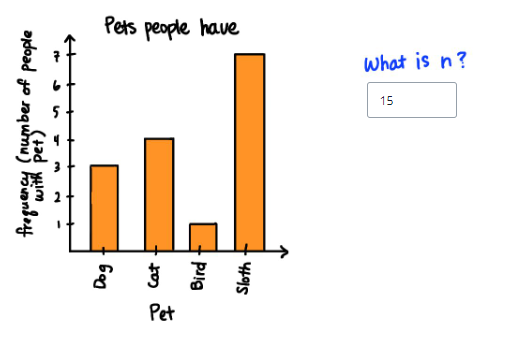 Pets people have
What is n?
15
frequency (number of people
with pet)
7
6
5
4
3
2
1
Dog
Cat
Bird
Sloth
Pet